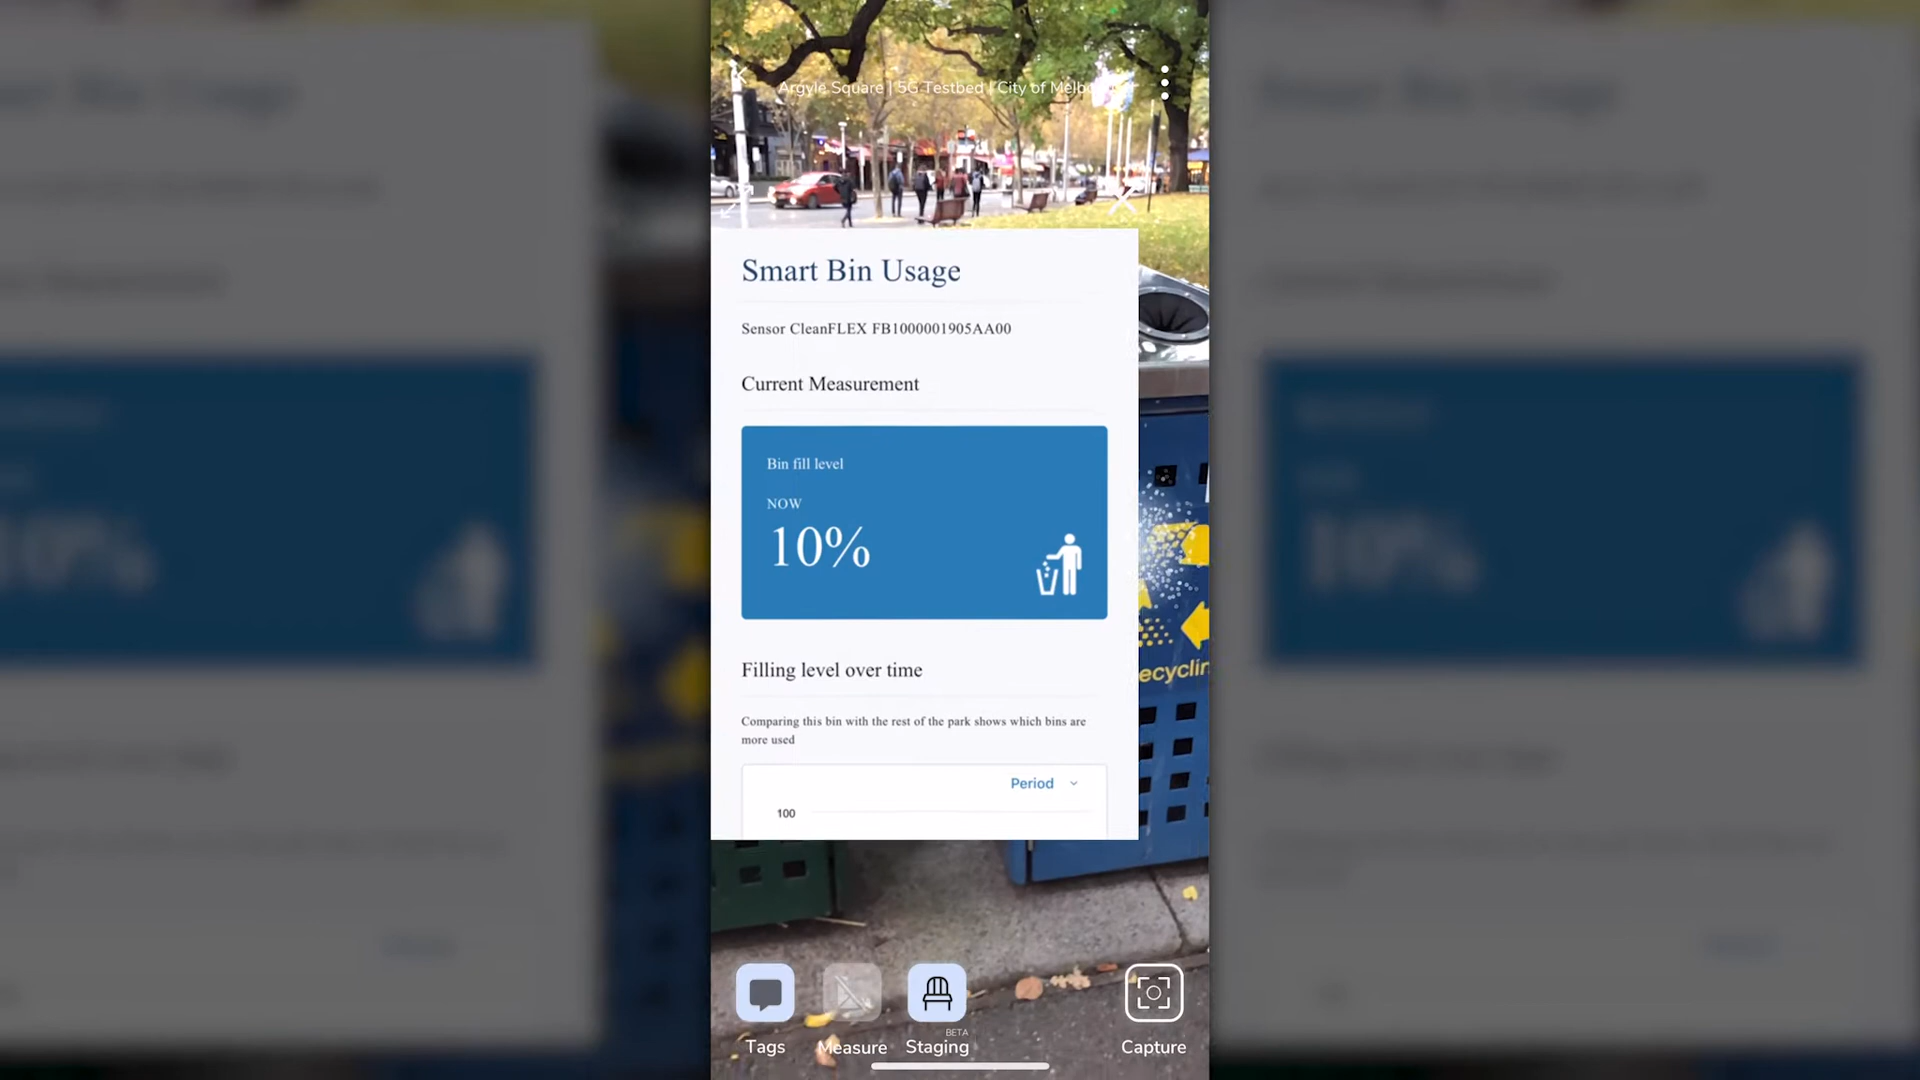 Argyle Square | 5G Testbed | City of
Smart Bin Usage
Sensor CleanFLEX FB1000001905AA00
Current Measurement
Bin fill level
NOW
10%
Filling level over time
Comparing this bin with the rest of the park shows which bins are
more used
Period
100
Tags
Measure
BETA
Staging
Capture